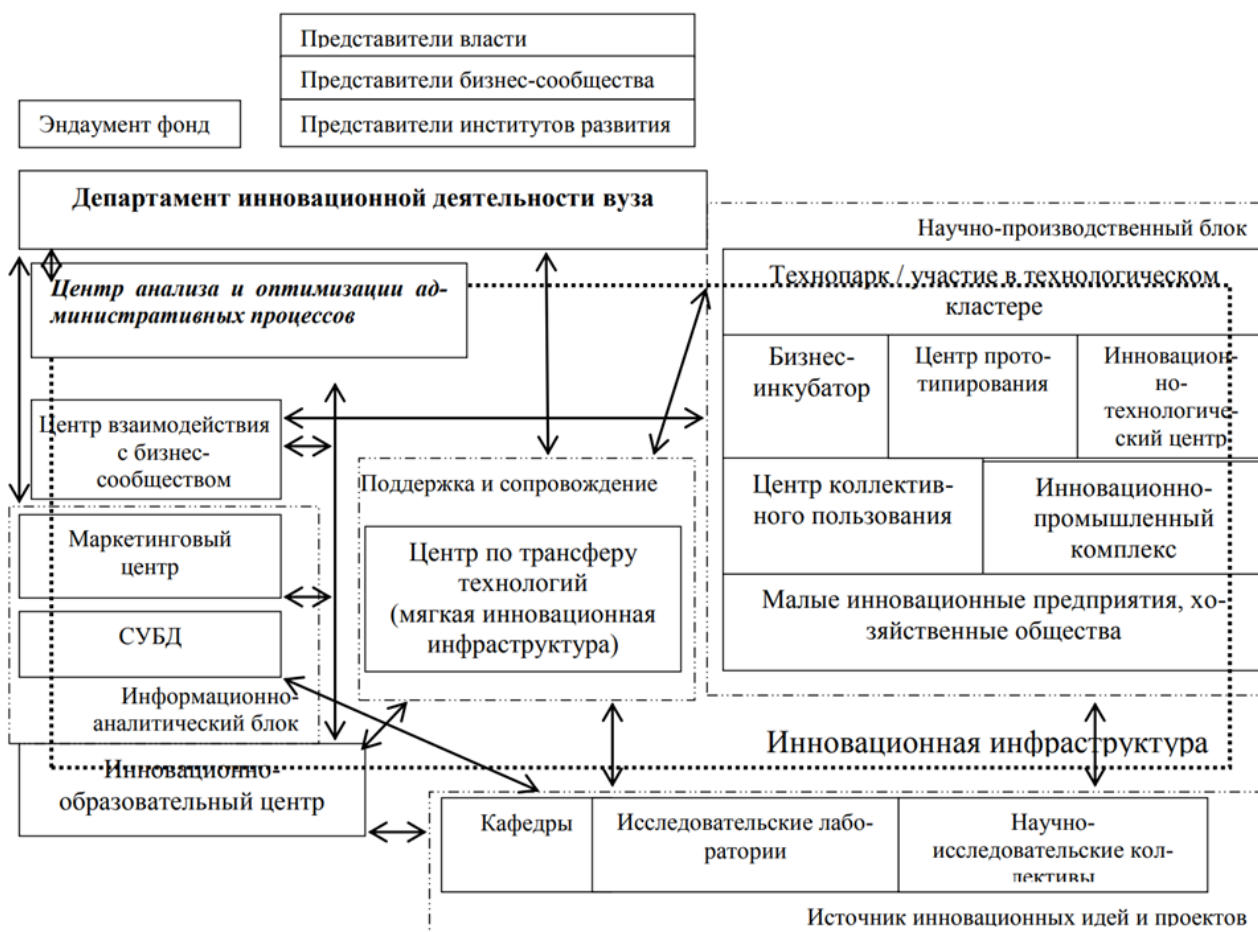 Представители власти
Представители бизнес-сообщества
Представители институтов развития
Эндаумент фонд
Департамент инновационной деятельности вуза
Научно-производственный блок
Технопарк / участие в технологическом
кластере
Центр анализа и оптимизации ад-
министративных процессов
Бизнес-
инкубатор
Центр прото-
типирования
Инновацион-
но-
технологиче-
ский центр
Центр взаимодействия
с бизнес-
сообществом
Поддержка и сопровождение
Центр коллектив-
ного пользования
Инновационно-
промышленный
комплекс
Маркетинговый
центр
Центр по трансферу
технологий
(мягкая инновационная
инфраструктура)
Малые инновационные предприятия, хо-
зяйственные общества
СУБД
Информационно-
аналитический блок
Инновационная инфраструктура
Инновационно-
образовательный центр
Кафедры
Исследовательские лабо-
ратории
Научно-
исследовательские кол-
лективы
Источник инновационных идей и проектов